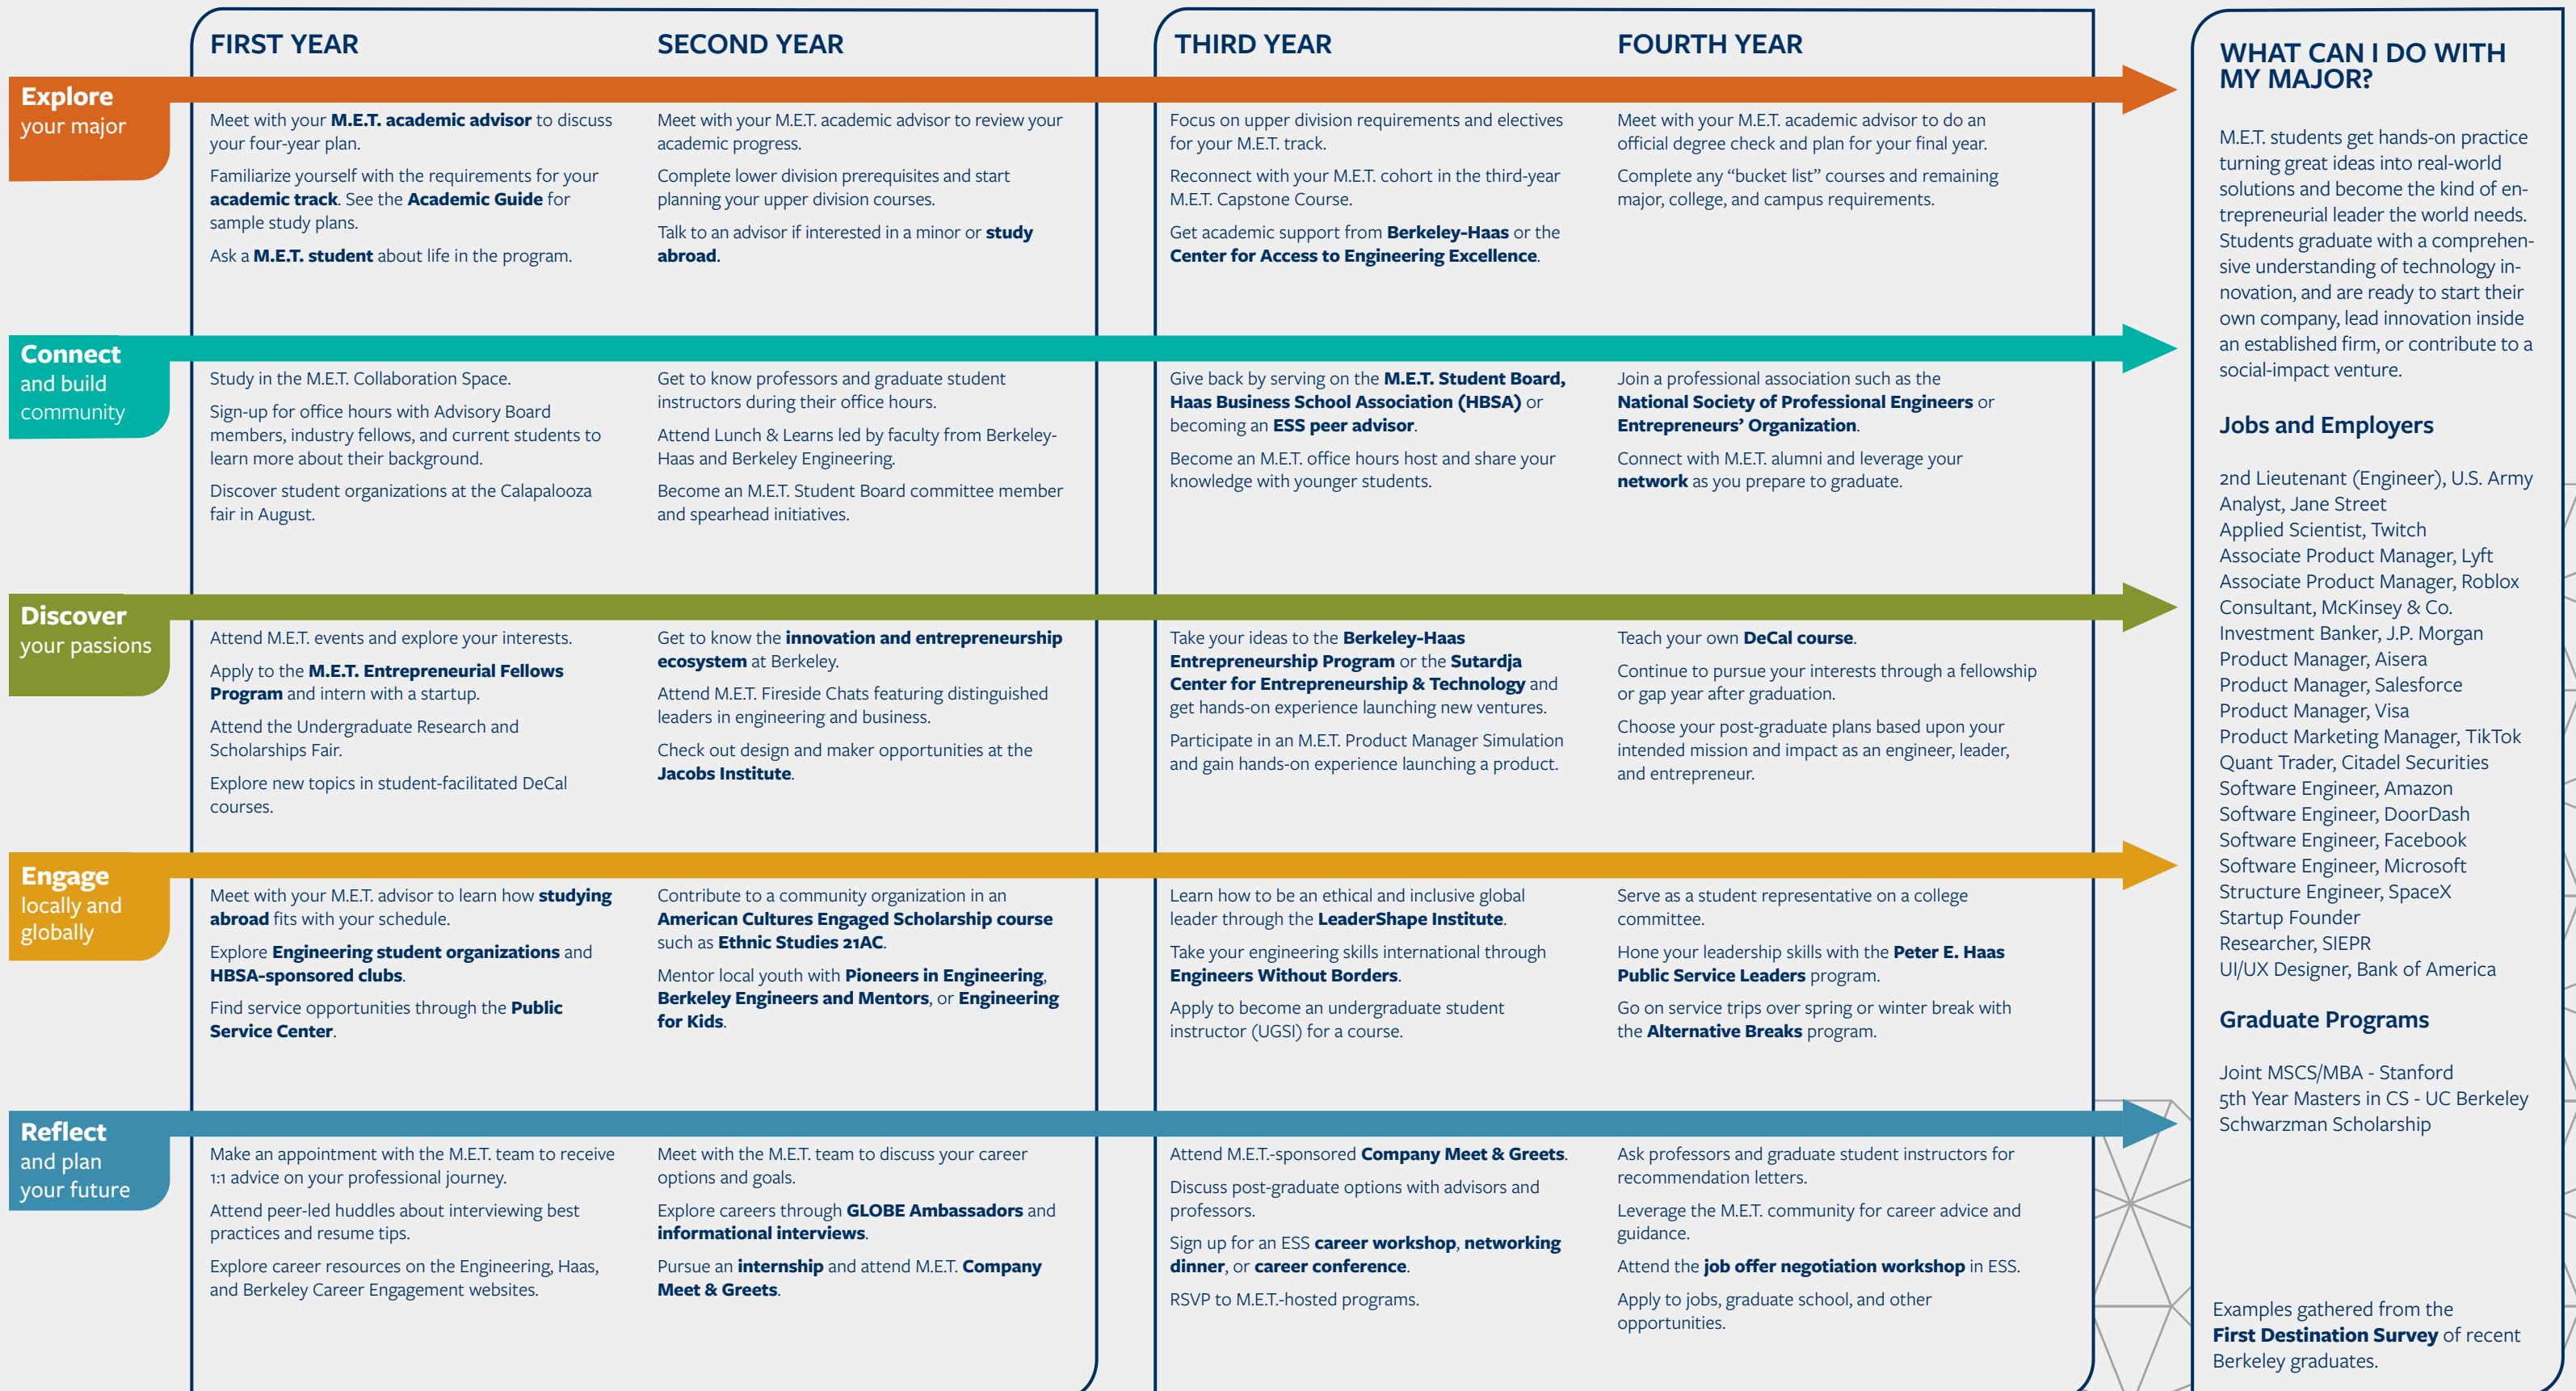 FIRST YEAR
SECOND YEAR
THIRD YEAR
FOURTH YEAR
Explore
your major
Meet with your M.E.T. academic advisor to discuss
your four-year plan.
Familiarize yourself with the requirements for your
academic track. See the Academic Guide for
sample study plans.
Ask a M.E.T. student about life in the program.
Meet with your M.E.T. academic advisor to review your
academic progress.
Complete lower division prerequisites and start
planning your upper division courses.
Talk to an advisor if interested in a minor or study
abroad.
Focus on upper division requirements and electives
for your M.E.T. track.
Reconnect with your M.E.T. cohort in the third-year
M.E.T. Capstone Course.
Get academic support from Berkeley-Haas or the
Center for Access to Engineering Excellence.
Meet with your M.E.T. academic advisor to do an
official degree check and plan for your final year.
Complete any “bucket list” courses and remaining
major, college, and campus requirements.
Connect
and build
community
Study in the M.E.T. Collaboration Space.
Sign-up for office hours with Advisory Board
members, industry fellows, and current students to
learn more about their background.
Discover student organizations at the Calapalooza
fair in August.
Get to know professors and graduate student
instructors during their office hours.
Attend Lunch & Learns led by faculty from Berkeley-
Haas and Berkeley Engineering.
Become an M.E.T. Student Board committee member
and spearhead initiatives.
Give back by serving on the M.E.T. Student Board,
Haas Business School Association (HBSA) or
becoming an ESS peer advisor.
Become an M.E.T. office hours host and share your
knowledge with younger students.
Join a professional association such as the
National Society of Professional Engineers or
Entrepreneurs’ Organization.
Connect with M.E.T. alumni and leverage your
network as you prepare to graduate.
Discover
your passions
Attend M.E.T. events and explore your interests.
Apply to the M.E.T. Entrepreneurial Fellows
Program and intern with a startup.
Attend the Undergraduate Research and
Scholarships Fair.
Explore new topics in student-facilitated DeCal
courses.
Get to know the innovation and entrepreneurship
ecosystem at Berkeley.
Attend M.E.T. Fireside Chats featuring distinguished
leaders in engineering and business.
Check out design and maker opportunities at the
Jacobs Institute.
Take your ideas to the Berkeley-Haas
Entrepreneurship Program or the Sutardja
Center for Entrepreneurship & Technology and
get hands-on experience launching new ventures.
Participate in an M.E.T. Product Manager Simulation
and gain hands-on experience launching a product.
Teach your own DeCal course.
Continue to pursue your interests through a fellowship
or gap year after graduation.
Choose your post-graduate plans based upon your
intended mission and impact as an engineer, leader,
and entrepreneur.
Engage
locally and
globally
Meet with your M.E.T. advisor to learn how studying
abroad fits with your schedule.
Explore Engineering student organizations and
HBSA-sponsored clubs.
Find service opportunities through the Public
Service Center.
Contribute to a community organization in an
American Cultures Engaged Scholarship course
such as Ethnic Studies 21AC.
Mentor local youth with Pioneers in Engineering,
Berkeley Engineers and Mentors, or Engineering
for Kids.
Learn how to be an ethical and inclusive global
leader through the LeaderShape Institute.
Take your engineering skills international through
Engineers Without Borders.
Apply to become an undergraduate student
instructor (UGSI) for a course.
Serve as a student representative on a college
committee.
Hone your leadership skills with the Peter E. Haas
Public Service Leaders program.
Go on service trips over spring or winter break with
the Alternative Breaks program.
Reflect
and plan
your future
Make an appointment with the M.E.T. team to receive
1:1 advice on your professional journey.
Attend peer-led huddles about interviewing best
practices and resume tips.
Explore career resources on the Engineering, Haas,
and Berkeley Career Engagement websites.
Meet with the M.E.T. team to discuss your career
options and goals.
Explore careers through GLOBE Ambassadors and
informational interviews.
Pursue an internship and attend M.E.T. Company
Meet & Greets.
Attend M.E.T.-sponsored Company Meet & Greets.
Discuss post-graduate options with advisors and
professors.
Sign up for an ESS career workshop, networking
dinner, or career conference.
RSVP to M.E.T.-hosted programs.
Ask professors and graduate student instructors for
recommendation letters.
Leverage the M.E.T. community for career advice and
guidance.
Attend the job offer negotiation workshop in ESS.
Apply to jobs, graduate school, and other
opportunities.
WHAT CAN I DO WITH
MY MAJOR?
M.E.T. students get hands-on practice
turning great ideas into real-world
solutions and become the kind of en-
trepreneurial leader the world needs.
Students graduate with a comprehen-
sive understanding of technology in-
novation, and are ready to start their
own company, lead innovation inside
an established firm, or contribute to a
social-impact venture.
Jobs and Employers
2nd Lieutenant (Engineer), U.S. Army
Analyst, Jane Street
Applied Scientist, Twitch
Associate Product Manager, Lyft
Associate Product Manager, Roblox
Consultant, McKinsey & Co.
Investment Banker, J.P. Morgan
Product Manager, Aisera
Product Manager, Salesforce
Product Manager, Visa
Product Marketing Manager, TikTok
Quant Trader, Citadel Securities
Software Engineer, Amazon
Software Engineer, DoorDash
Software Engineer, Facebook
Software Engineer, Microsoft
Structure Engineer, SpaceX
Startup Founder
Researcher, SIEPR
UI/UX Designer, Bank of America
Graduate Programs
Joint MSCS/MBA - Stanford
5th Year Masters in CS - UC Berkeley
Schwarzman Scholarship
Examples gathered from the
First Destination Survey of recent
Berkeley graduates.